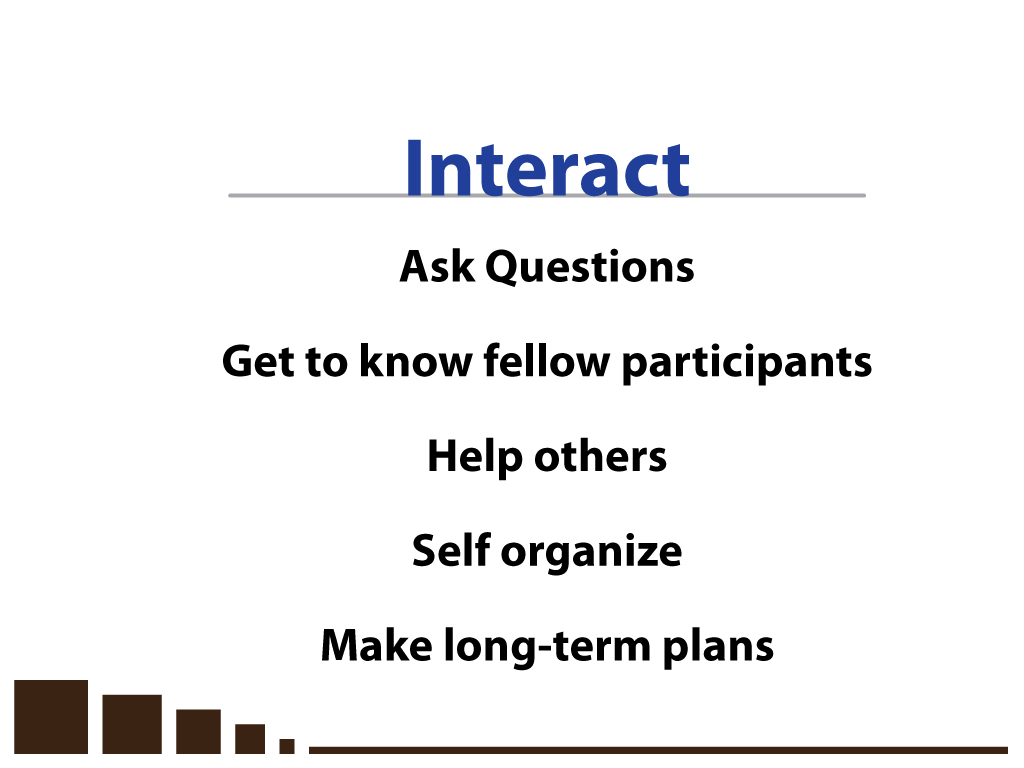 Interact
Ask Questions
Get to know fellow participants
Help others
Self organize
Make long-term plans